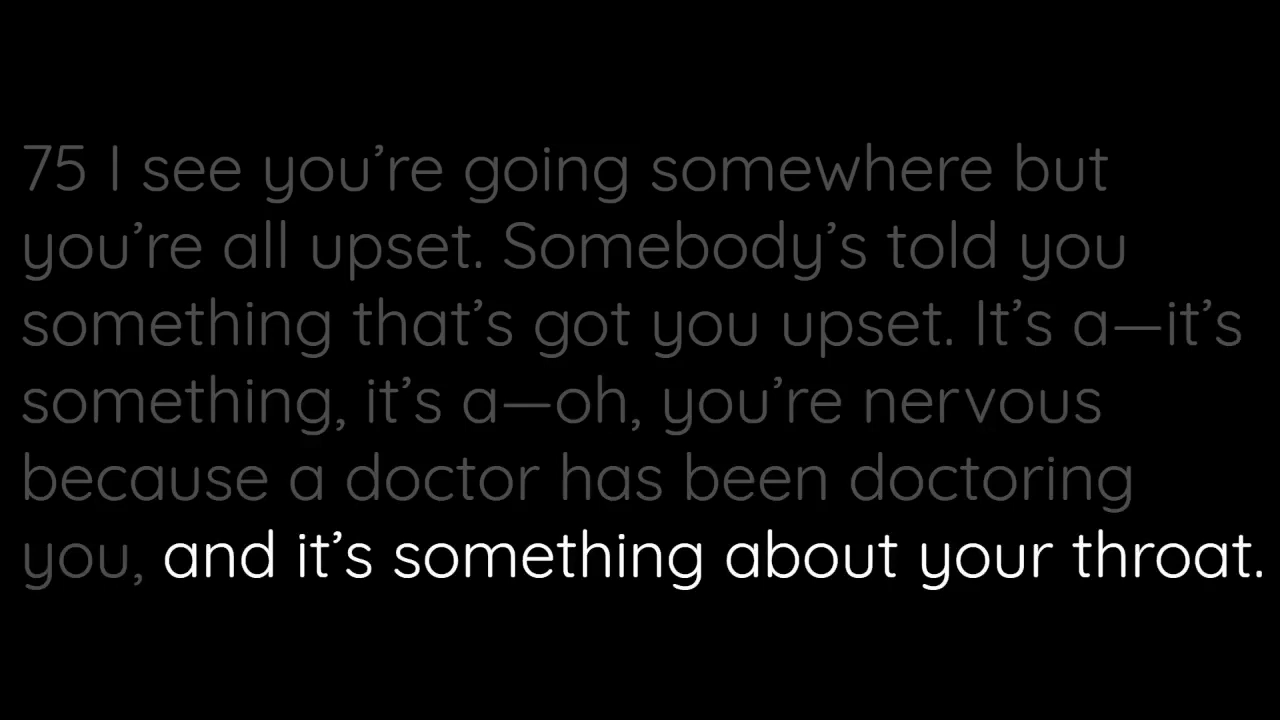 75 I see you’re going somewhere but
you’re all upset. Somebody’s told you
something that’s got you upset. It’s a—it’s
something, it’s a—oh, you’re nervous
because a doctor has been doctoring
you, and it’s something about your throat.